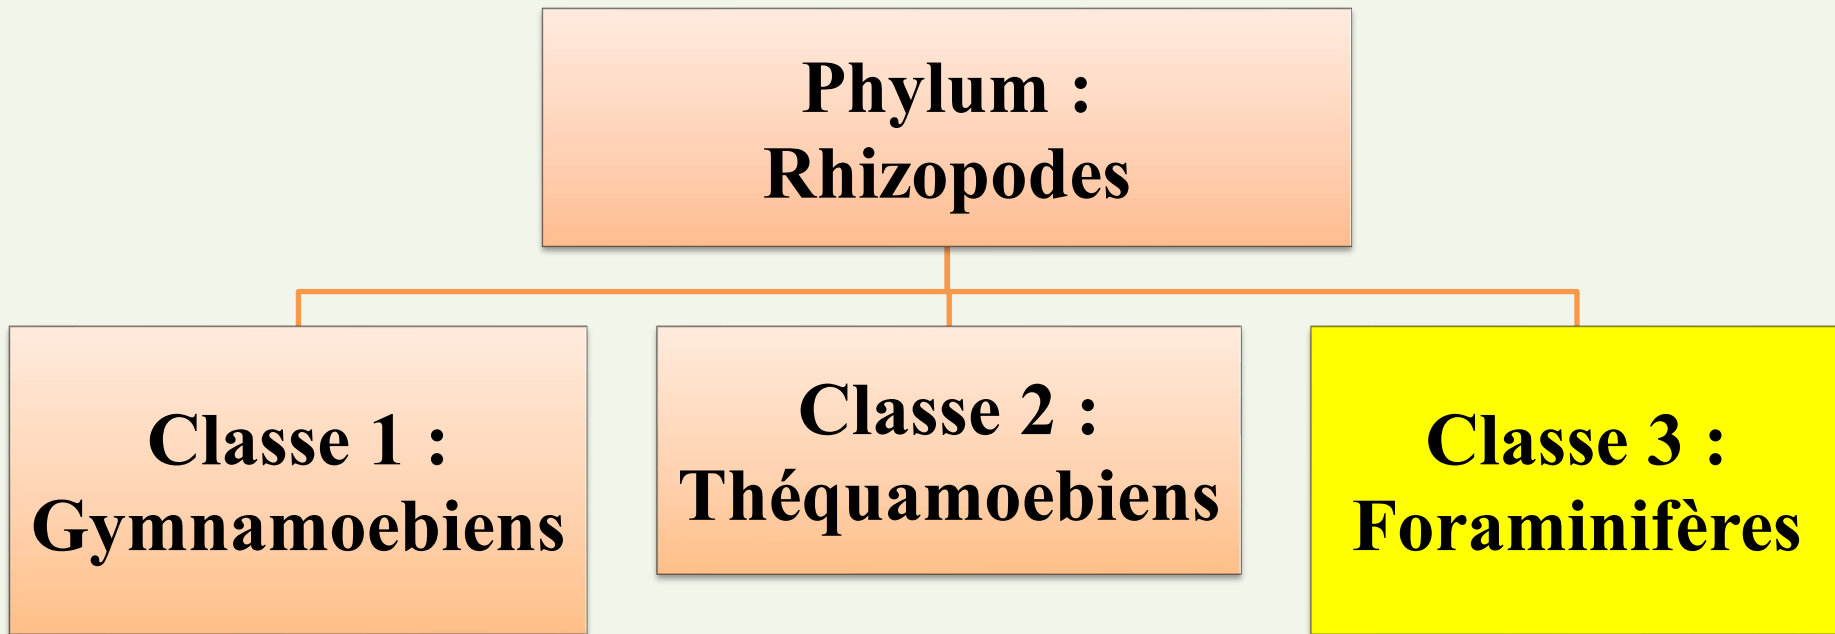 Phylum :
Rhizopodes
Classe 1 :
Gymnamoebiens
Classe 2 :
Théquamoebiens
Classe 3 :
Foraminifères